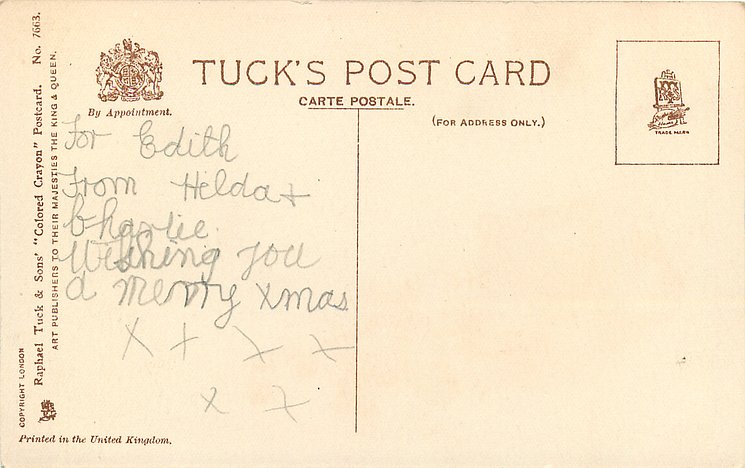 COPYRIGHT LONDON
Raphael Tuck & Sons' "Colored Crayon" Postcard. No. 7663.
ART PUBLISHERS TO THEIR MAJESTIES THE KING & QUEEN.
By Appointment.
TUCK'S POST CARD
CARTE POSTALE.
(FOR ADDRESS ONLY.)
TRADE MARK
For Edith
From Hilda +
Charlie.
Wishing you
a merry xmas
X + X X
X X
Printed in the United Kingdom.